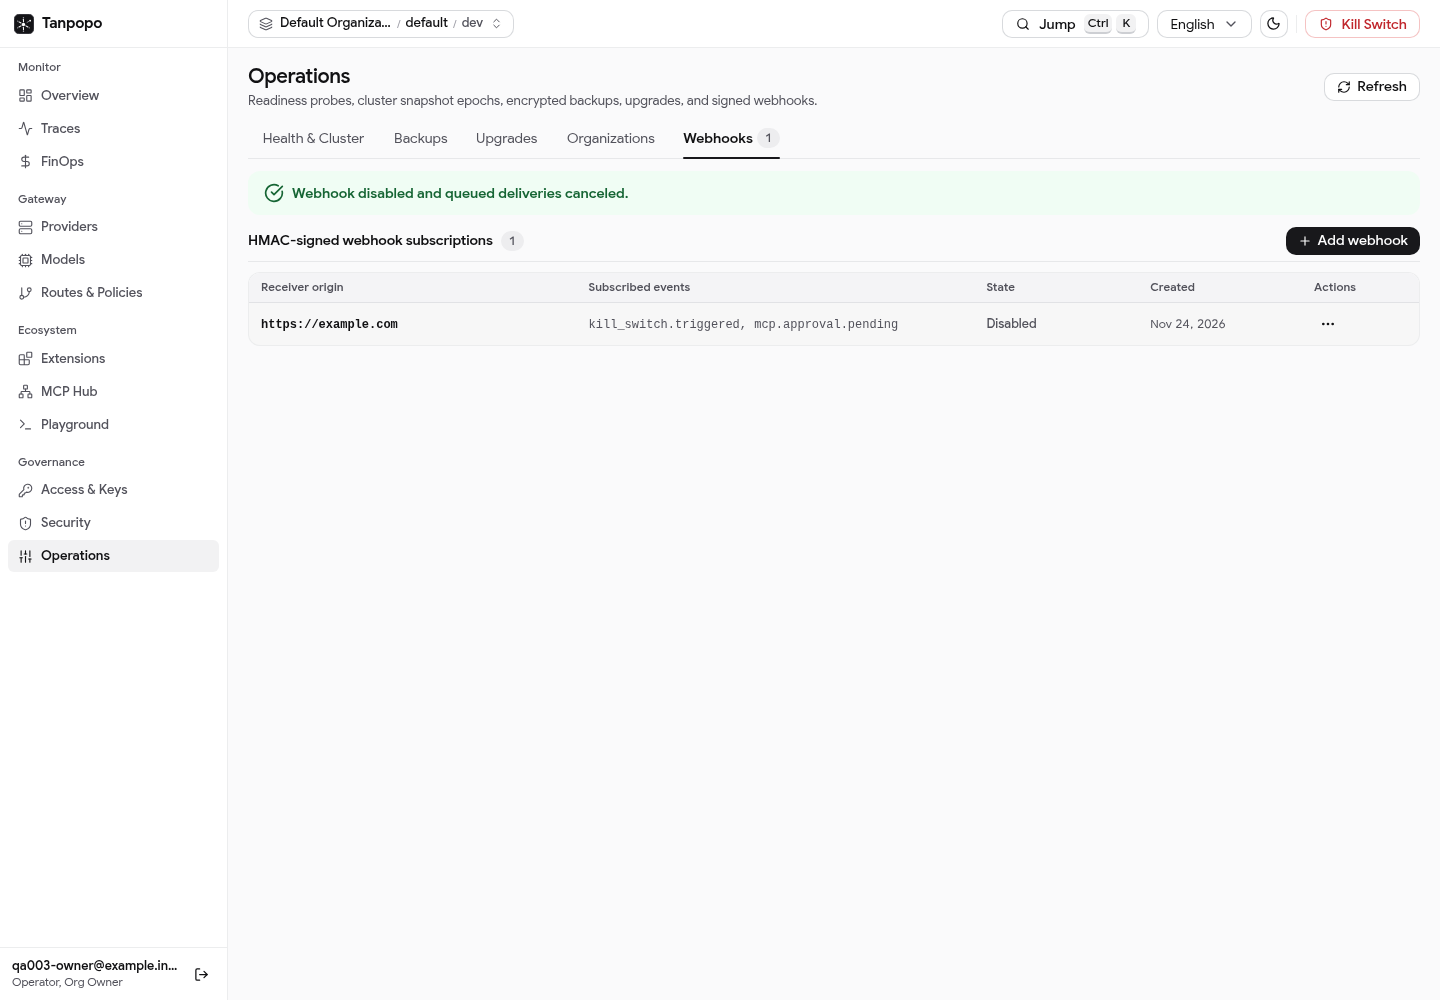 Tanpopo
Default Organiza... / default / dev
Jump Ctrl K
English
Kill Switch
Monitor
Overview
Traces
FinOps
Gateway
Providers
Models
Routes & Policies
Ecosystem
Extensions
MCP Hub
Playground
Governance
Access & Keys
Security
Operations
qa003-owner@example.in...
Operator, Org Owner
Operations
Readiness probes, cluster snapshot epochs, encrypted backups, upgrades, and signed webhooks.
Refresh
Health & Cluster Backups Upgrades Organizations Webhooks 1
Webhook disabled and queued deliveries canceled.
HMAC-signed webhook subscriptions 1
Add webhook
Receiver origin Subscribed events State Created Actions
https://example.com kill_switch.triggered, mcp.approval.pending Disabled Nov 24, 2026